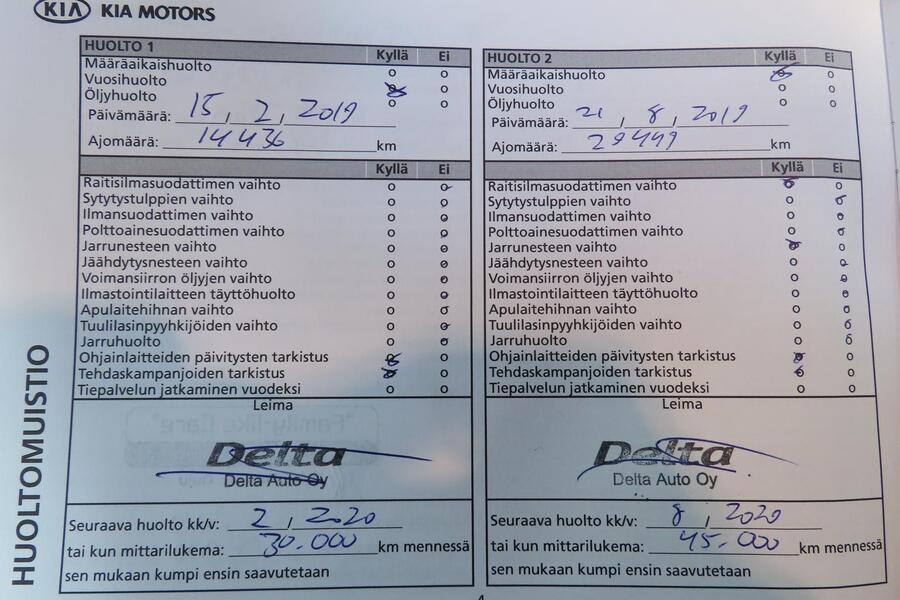 KIA KIA MOTORS
HUOLTOMUISTIO
HUOLTO 1 Kyllä Ei
Määräaikaishuolto
Vuosihuolto
Öljyhuolto
Päivämäärä: 15, 2, 2019
Ajomäärä: 14436 km
Kyllä Ei
Raitisilmasuodattimen vaihto
Sytytystulppien vaihto
Ilmansuodattimen vaihto
Polttoainesuodattimen vaihto
Jarrunesteen vaihto
Jäähdytysnesteen vaihto
Voimansiirron öljyjen vaihto
Ilmastointilaitteen täyttöhuolto
Apulaitehihnan vaihto
Tuulilasinpyyhkijöiden vaihto
Jarruhuolto
Ohjainlaitteiden päivitysten tarkistus
Tehdaskampanjoiden tarkistus
Tiepalvelun jatkaminen vuodeksi
Leima
Delta
Delta Auto Oy
Seuraava huolto kk/v: 2, 2020
tai kun mittarilukema: 30.000 km mennessä
sen mukaan kumpi ensin saavutetaan
HUOLTO 2 Kyllä Ei
Määräaikaishuolto
Vuosihuolto
Öljyhuolto
Päivämäärä: 21, 8, 2019
Ajomäärä: 29499 km
Kyllä Ei
Raitisilmasuodattimen vaihto
Sytytystulppien vaihto
Ilmansuodattimen vaihto
Polttoainesuodattimen vaihto
Jarrunesteen vaihto
Jäähdytysnesteen vaihto
Voimansiirron öljyjen vaihto
Ilmastointilaitteen täyttöhuolto
Apulaitehihnan vaihto
Tuulilasinpyyhkijöiden vaihto
Jarruhuolto
Ohjainlaitteiden päivitysten tarkistus
Tehdaskampanjoiden tarkistus
Tiepalvelun jatkaminen vuodeksi
Leima
Delta
Delta Auto Oy
Seuraava huolto kk/v: 8, 2020
tai kun mittarilukema: 45.000 km mennessä
sen mukaan kumpi ensin saavutetaan